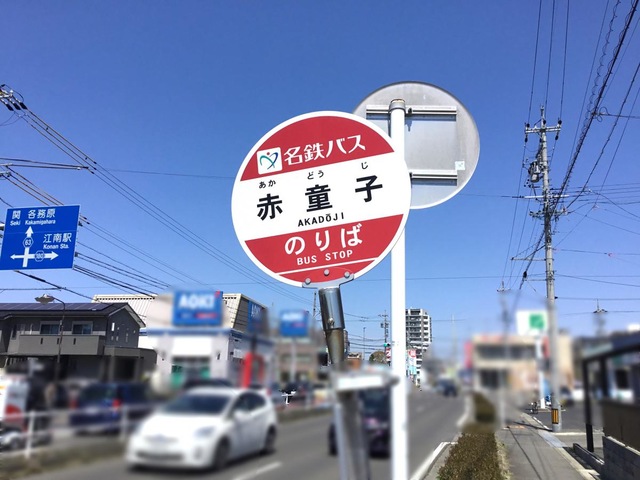 名鉄バス
あか どう じ
赤童子
AKADŌJI
のりば
BUS STOP
関 各務原
Seki Kakamigahara
63
江南駅
Konan Sta.
AOKI